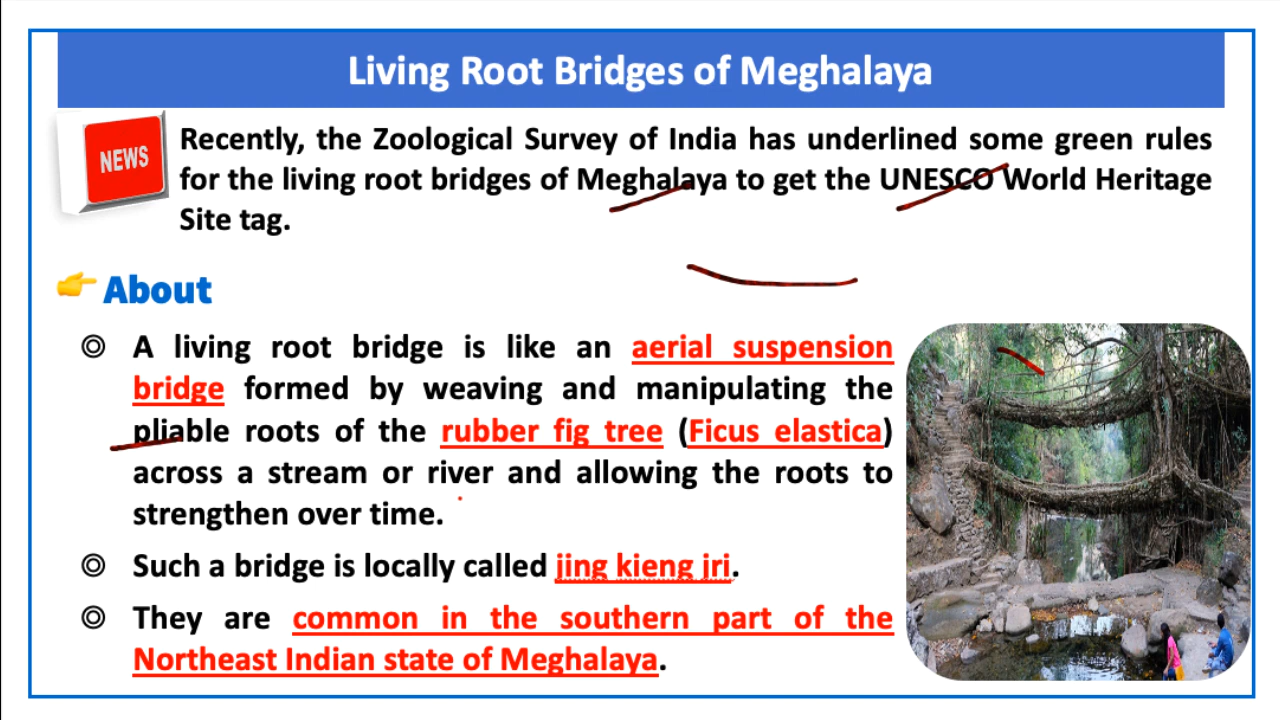 Living Root Bridges of Meghalaya
NEWS
Recently, the Zoological Survey of India has underlined some green rules
for the living root bridges of Meghalaya to get the UNESCO World Heritage
Site tag.
About
A living root bridge is like an aerial suspension
bridge formed by weaving and manipulating the
pliable roots of the rubber fig tree (Ficus elastica)
across a stream or river and allowing the roots to
strengthen over time.
Such a bridge is locally called jing kieng jri.
They are common in the southern part of the
Northeast Indian state of Meghalaya.